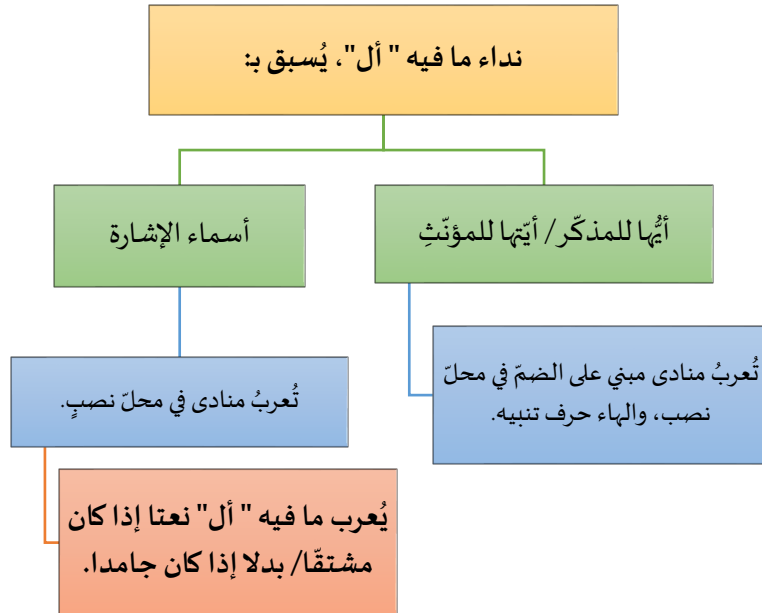 نداء ما فيه " أل"، يُسبق بـ:
أيُّها للمذكّر/ أيّتها للمؤنّثِ
أسماء الإشارة
تُعربُ منادى مبني على الضمّ في محلّ
نصب، والهاء حرف تنبيه.
تُعربُ منادى في محلّ نصبٍ.
يُعرب ما فيه " أل" نعتا إذا كان
مشتقّا/ بدلا إذا كان جامدا.